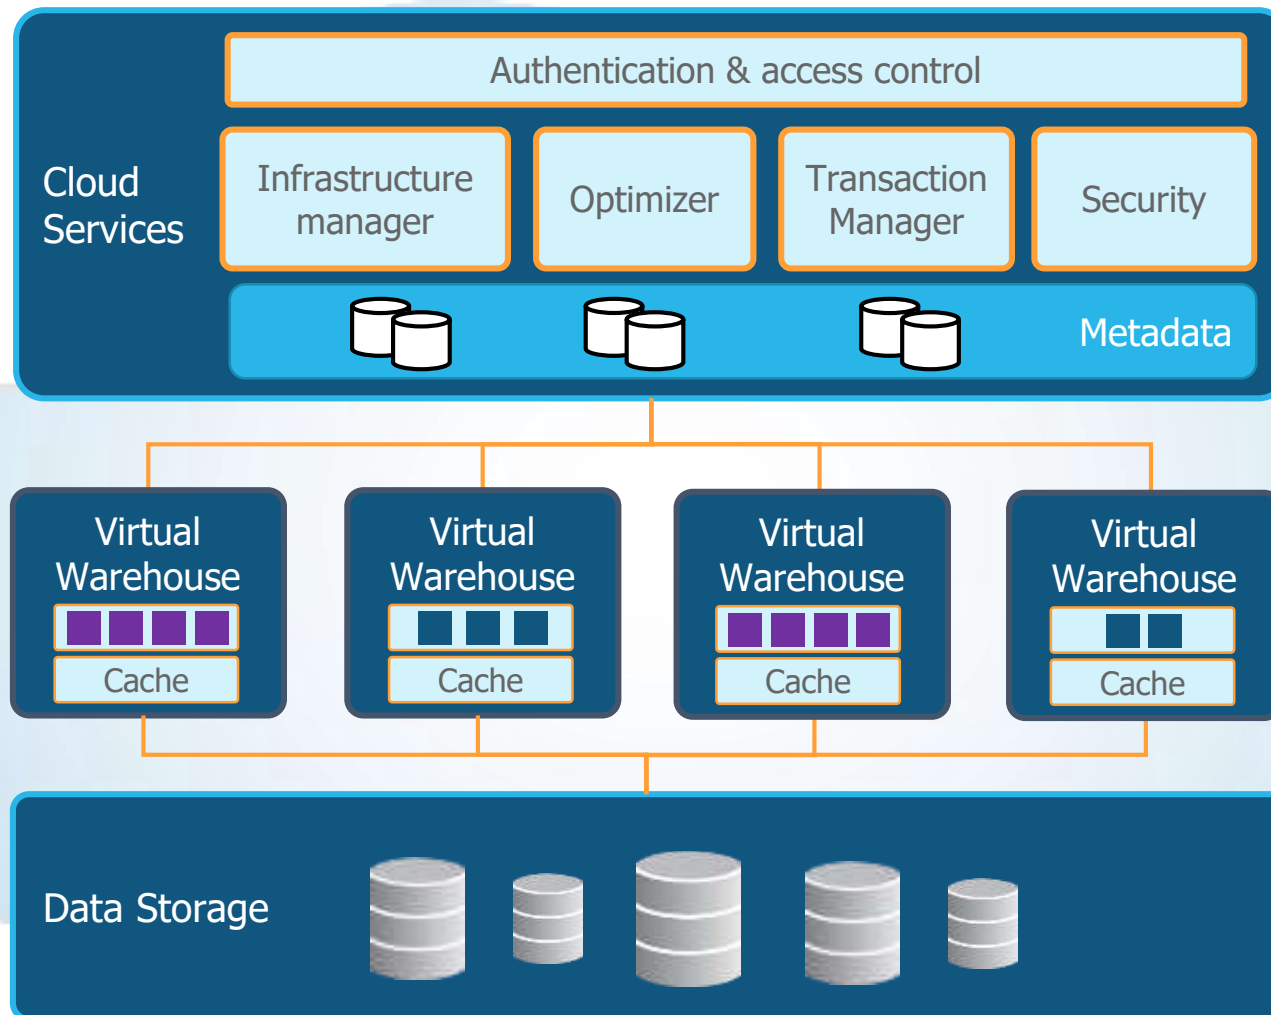 Authentication & access control
Cloud
Services
Infrastructure
manager
Optimizer
Transaction
Manager
Security
Metadata
Virtual
Warehouse
Cache
Virtual
Warehouse
Cache
Virtual
Warehouse
Cache
Virtual
Warehouse
Cache
Data Storage